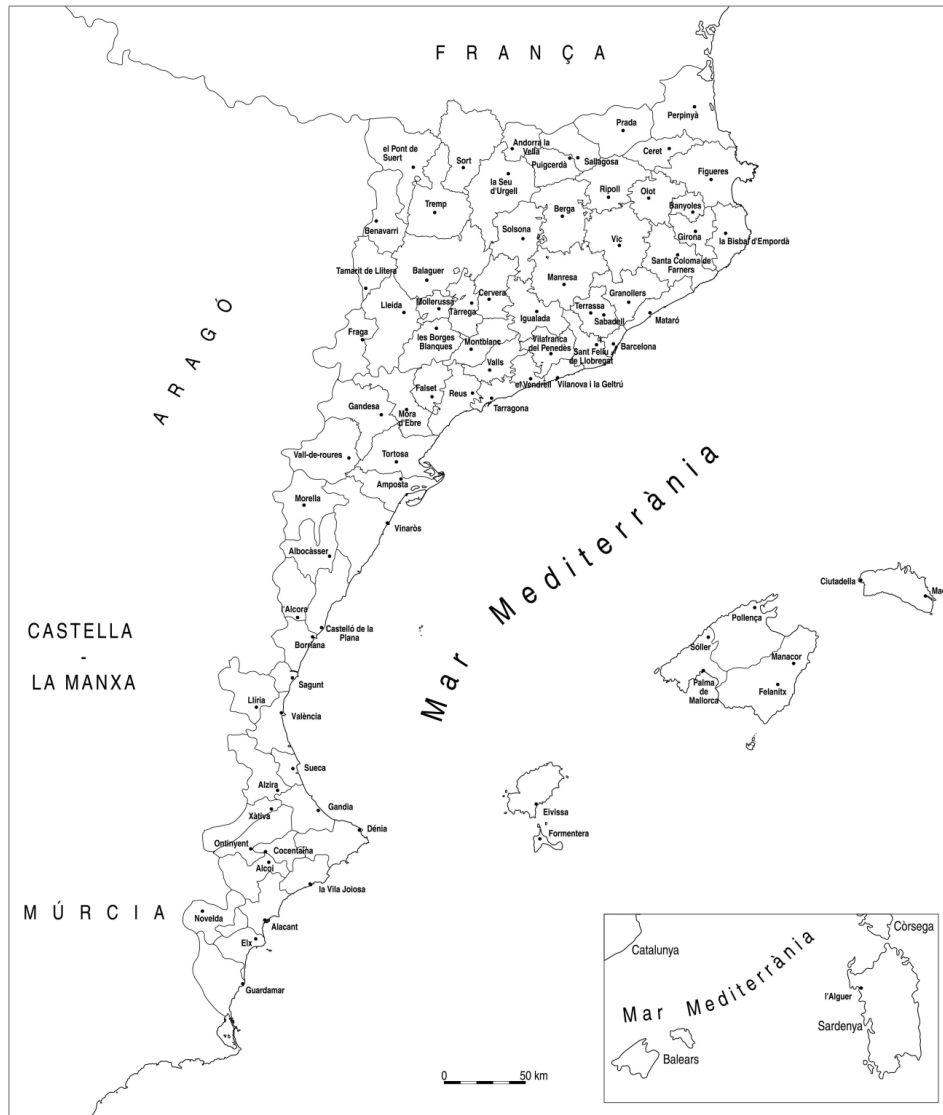 FRANÇA
Perpinyà
Prada
Ceret
Andorra la
Vella
Puigcerdà
Sallagosa
el Pont de
Suert
Sort
la Seu
d'Urgell
Figueres
Ripoll
Olot
Banyoles
Tremp
Berga
Benavarri
Solsona
Vic
Girona
la Bisbal d'Empordà
Santa Coloma de
Farners
Tamarit de Llitera
Balaguer
Manresa
Granollers
Lleida
Mollerussa
Cervera
Tàrrega
Igualada
Terrassa
Sabadell
Mataró
Fraga
les Borges
Blanques
Montblanc
Vilafranca
del Penedès
Sant Feliu
de Llobregat
Barcelona
Valls
el Vendrell
Vilanova i la Geltrú
Falset
Reus
Tarragona
Gandesa
Móra
d'Ebre
ARAGÓ
Vall-de-roures
Tortosa
Amposta
Morella
Vinaròs
Albocàsser
Mar Mediterrània
l'Alcora
Castelló de la
Plana
Borriana
CASTELLA
-
LA MANXA
Ciutadella
Maó
Pollença
Sóller
Manacor
Palma
de
Mallorca
Felanitx
Sagunt
Llíria
València
Sueca
Alzira
Xàtiva
Gandia
Dénia
Eivissa
Formentera
Ontinyent
Cocentaina
Alcoi
la Vila Joiosa
MÚRCIA
Novelda
Alacant
Elx
Guardamar
Catalunya
Mar Mediterrània
Còrsega
l'Alguer
Sardenya
Balears
0 50 km